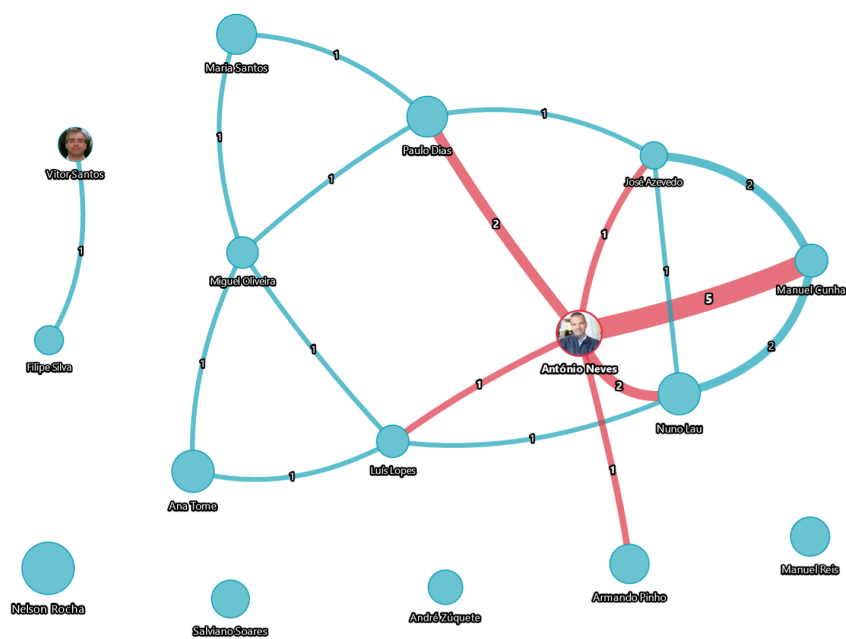 1
Maria Santos
1
Paulo Dias
1
Vitor Santos
1
José Azevedo
1
2
2
1
1
Miguel Oliveira
1
1
Manuel Cunha
5
Filipe Silva
António Neves
1
1
2
1
2
Nuno Lau
1
Luís Lopes
1
1
Ana Tome
Manuel Reis
Nelson Rocha
Salviano Soares
André Zúquete
Armando Pinho